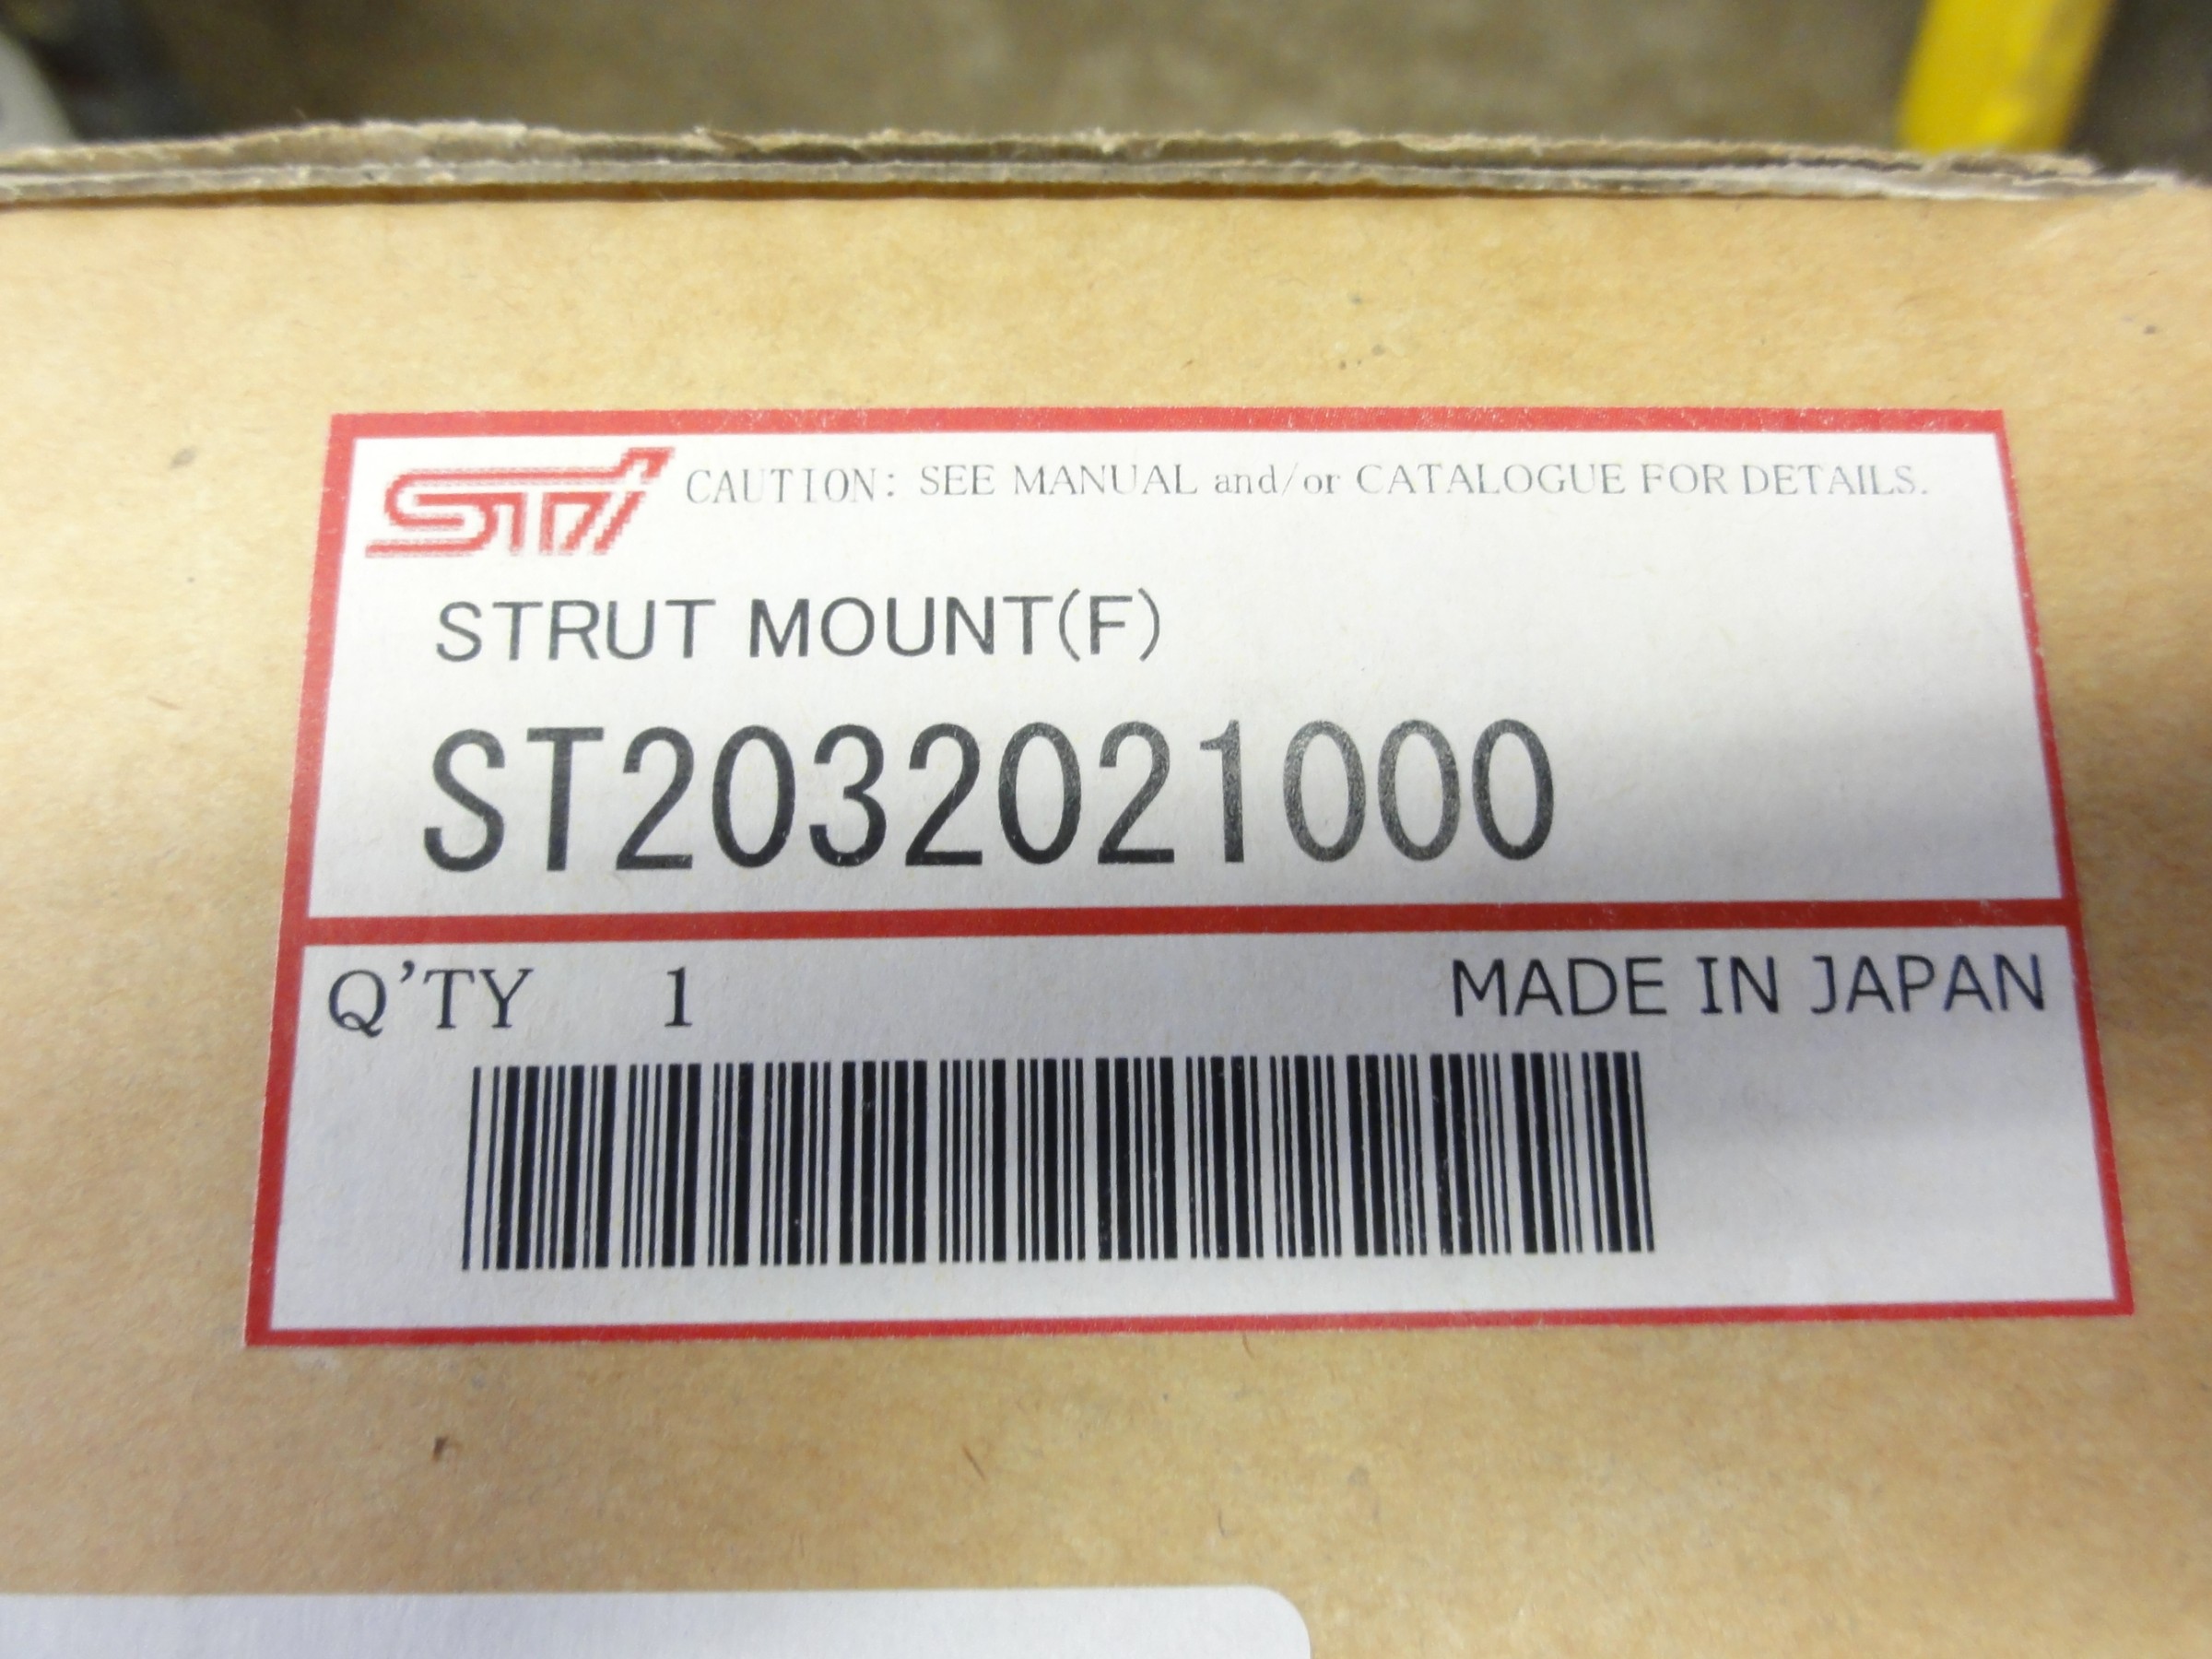 STi CAUTION: SEE MANUAL and/or CATALOGUE FOR DETAILS.
STRUT MOUNT(F)
ST2032021000
Q'TY 1 MADE IN JAPAN